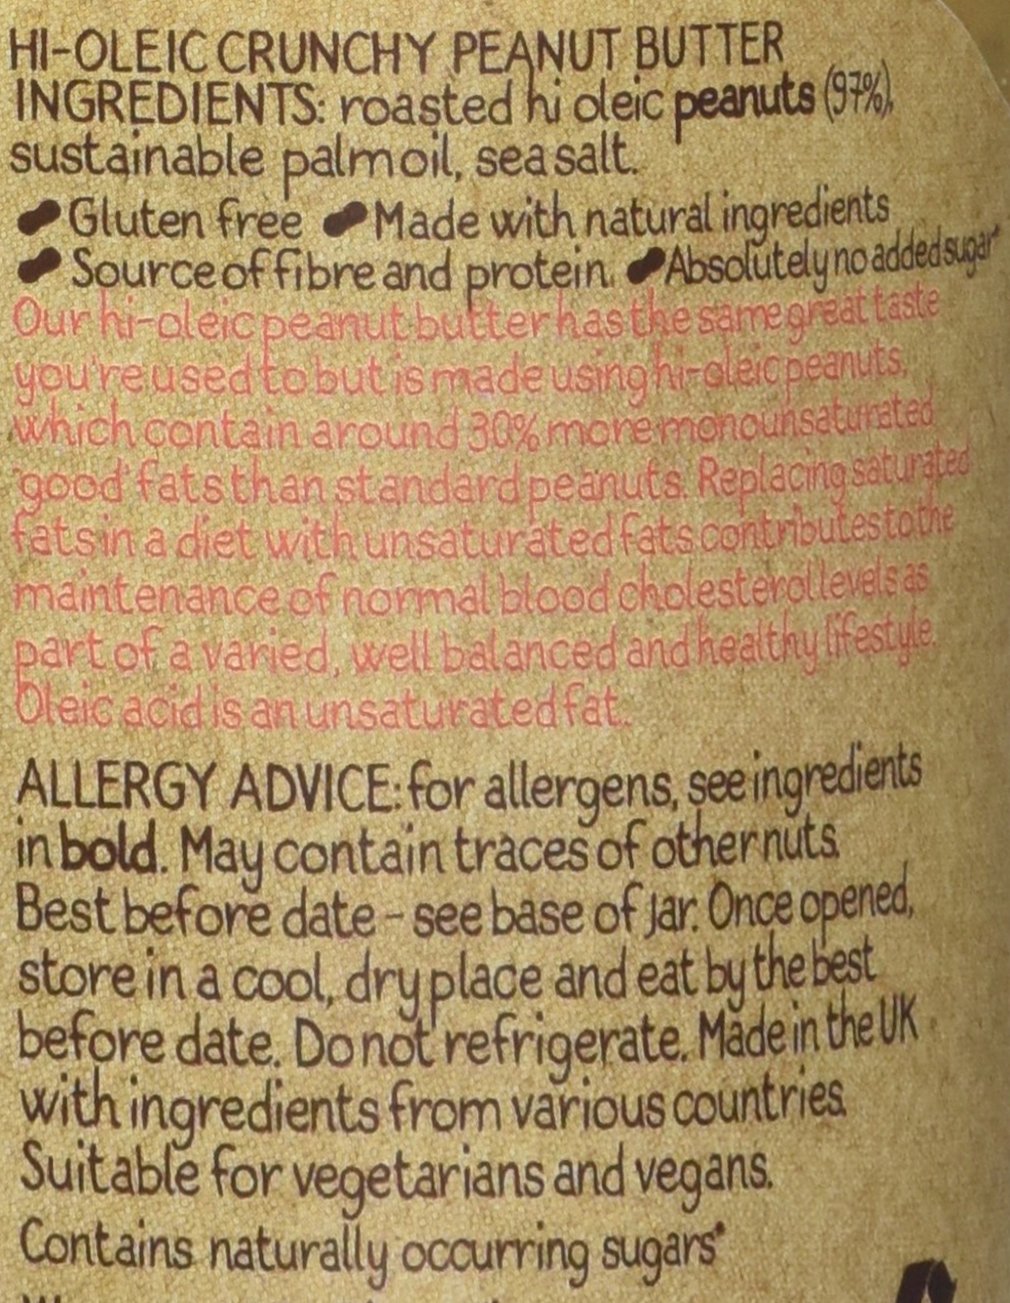 HI-OLEIC CRUNCHY PEANUT BUTTER
INGREDIENTS: roasted hi oleic peanuts (97%),
sustainable palm oil, sea salt.
Gluten free Made with natural ingredients
Source of fibre and protein. Absolutely no added sugar*
Our hi-oleic peanut butter has the same great taste
you're used to but is made using hi-oleic peanuts,
which contain around 30% more monounsaturated
'good' fats than standard peanuts. Replacing saturated
fats in a diet with unsaturated fats contributes to the
maintenance of normal blood cholesterol levels as
part of a varied, well balanced and healthy lifestyle.
Oleic acid is an unsaturated fat.
ALLERGY ADVICE: for allergens, see ingredients
in bold. May contain traces of other nuts.
Best before date - see base of jar. Once opened,
store in a cool, dry place and eat by the best
before date. Do not refrigerate. Made in the UK
with ingredients from various countries.
Suitable for vegetarians and vegans.
Contains naturally occurring sugars*